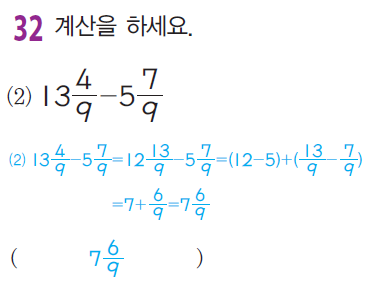 32 계산을 하세요.
(2) 13 4/9 − 5 7/9
(2) 13 4/9 − 5 7/9 = 12 13/9 − 5 7/9 = (12−5)+(13/9 − 7/9)
=7+ 6/9 = 7 6/9
( 7 6/9 )